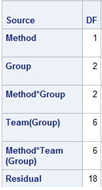 Source DF
Method 1
Group 2
Method*Group 2
Team(Group) 6
Method*Team 6
(Group)
Residual 18